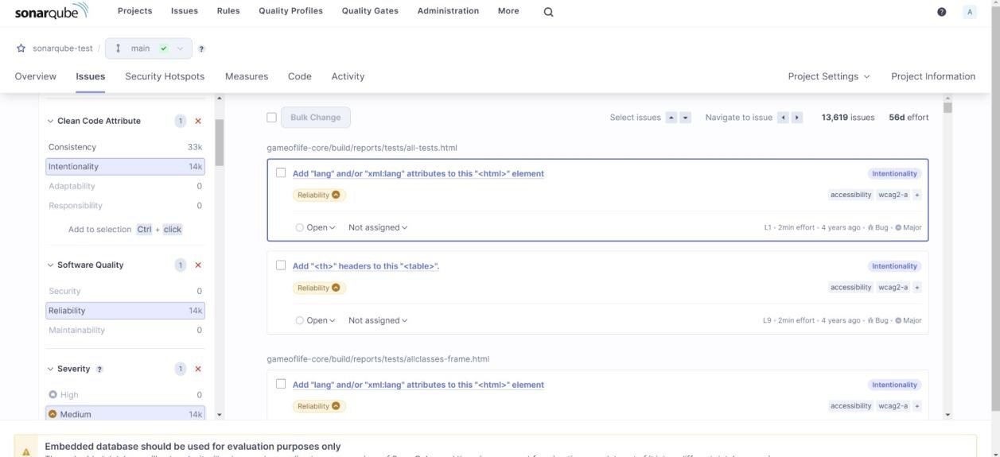 sonarqube Projects Issues Rules Quality Profiles Quality Gates Administration More ? A
sonarqube-test / main ?
Overview Issues Security Hotspots Measures Code Activity Project Settings Project Information
Clean Code Attribute 1
Consistency 33k
Intentionality 14k
Adaptability 0
Responsibility 0
Add to selection Ctrl + click
Software Quality 1
Security 0
Reliability 14k
Maintainability 0
Severity ? 1
High 0
Medium 14k
Bulk Change Select issues Navigate to issue 13,619 issues 56d effort
gameoflife-core/build/reports/tests/all-tests.html
Add "lang" and/or "xml:lang" attributes to this "<html>" element Intentionality
Reliability accessibility wcag2-a +
Open Not assigned L1 • 2min effort • 4 years ago • Bug • Major
Add "<th>" headers to this "<table>". Intentionality
Reliability accessibility wcag2-a +
Open Not assigned L9 • 2min effort • 4 years ago • Bug • Major
gameoflife-core/build/reports/tests/allclasses-frame.html
Add "lang" and/or "xml:lang" attributes to this "<html>" element Intentionality
Reliability accessibility wcag2-a +
Embedded database should be used for evaluation purposes only